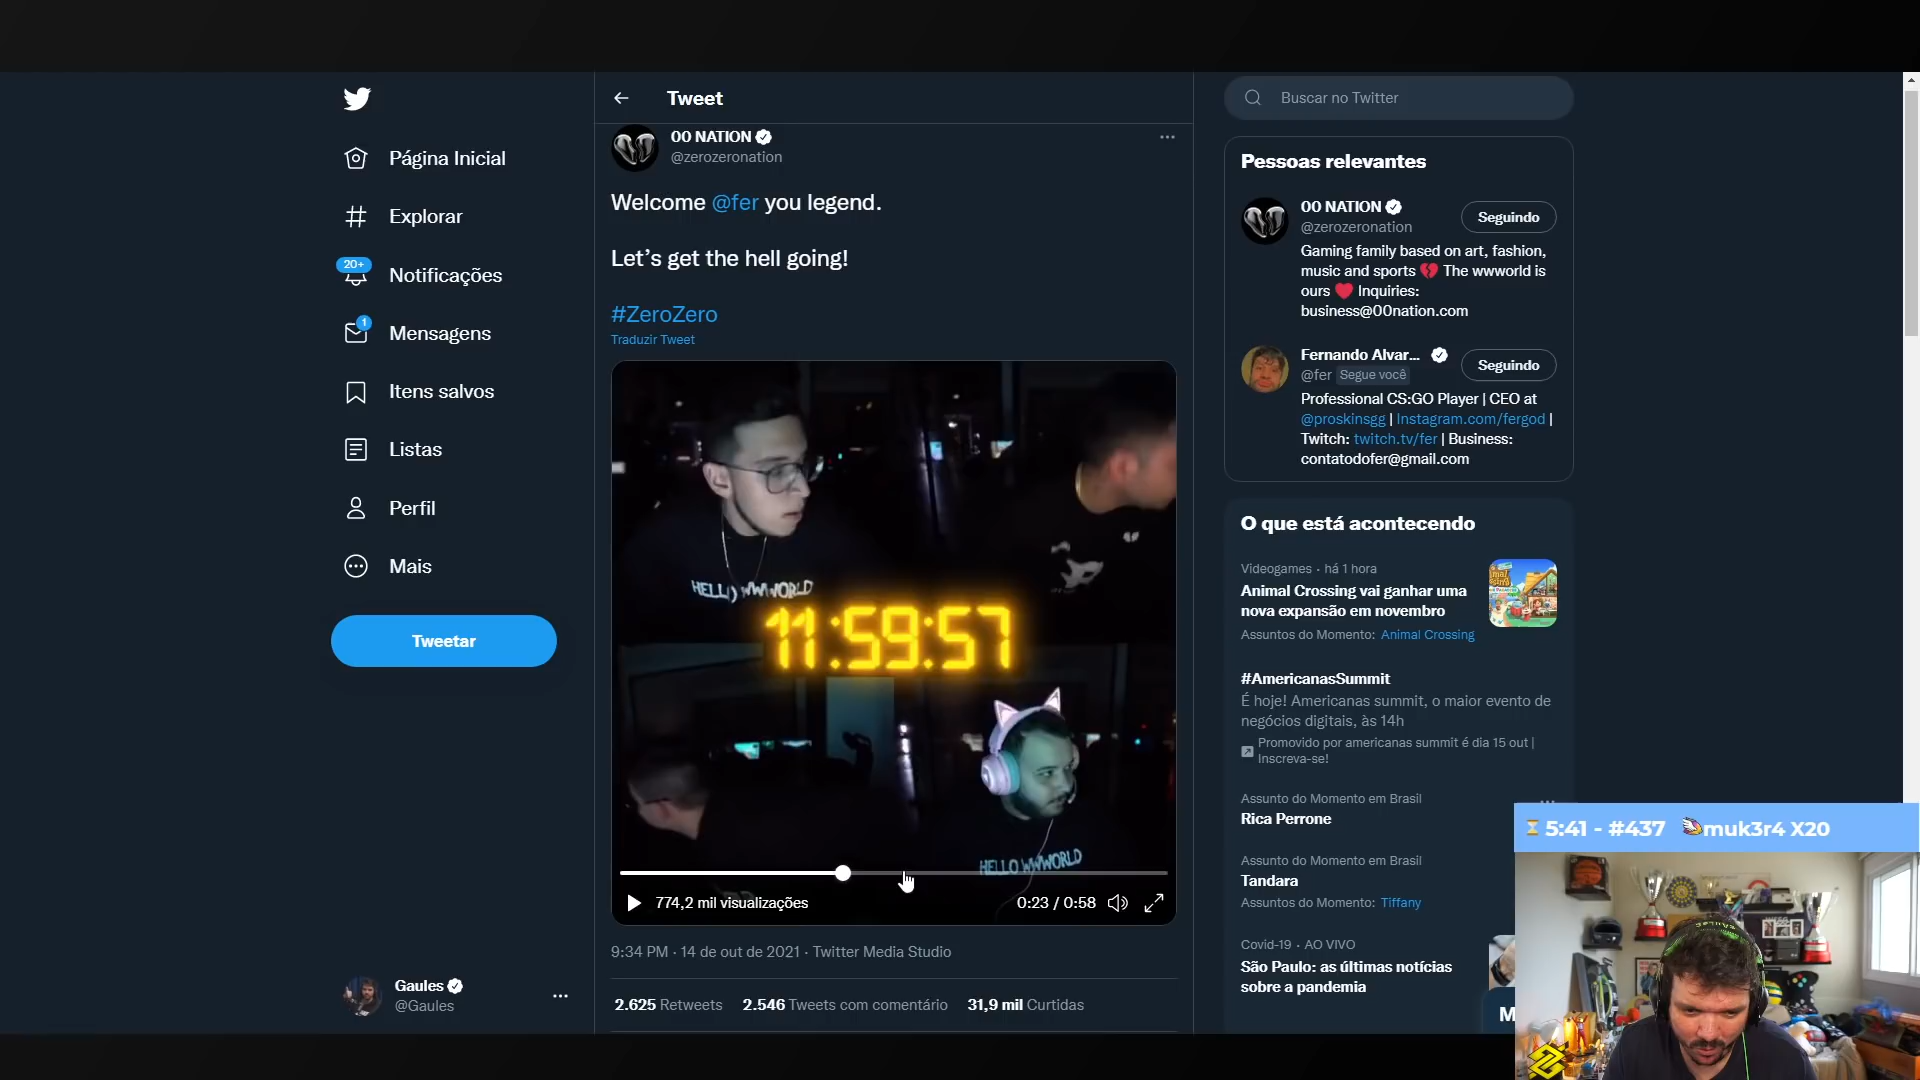 Página Inicial
Explorar
20+
Notificações
1
Mensagens
Itens salvos
Listas
Perfil
Mais
Tweetar
Gaules
@Gaules
Tweet
00 NATION
@zerozeronation
Welcome @fer you legend.
Let’s get the hell going!
#ZeroZero
Traduzir Tweet
HELLO WWWORLD
11:59:57
HELLO WWWORLD
774,2 mil visualizações
0:23 / 0:58
9:34 PM · 14 de out de 2021 · Twitter Media Studio
2.625 Retweets 2.546 Tweets com comentário 31,9 mil Curtidas
Buscar no Twitter
Pessoas relevantes
00 NATION
@zerozeronation
Seguindo
Gaming family based on art, fashion,
music and sports 💔 The wwworld is
ours ❤️ Inquiries:
business@00nation.com
Fernando Alvar...
@fer Segue você
Seguindo
Professional CS:GO Player | CEO at
@proskinsgg | Instagram.com/fergod |
Twitch: twitch.tv/fer | Business:
contatodofer@gmail.com
O que está acontecendo
Videogames · há 1 hora
Animal Crossing vai ganhar uma
nova expansão em novembro
Assuntos do Momento: Animal Crossing
#AmericanasSummit
É hoje! Americanas summit, o maior evento de
negócios digitais, às 14h
Promovido por americanas summit é dia 15 out |
Inscreva-se!
Assunto do Momento em Brasil
Rica Perrone
Assunto do Momento em Brasil
Tandara
Assuntos do Momento: Tiffany
Covid-19 · AO VIVO
São Paulo: as últimas notícias
sobre a pandemia
M
5:41 - #437 muk3r4 X20